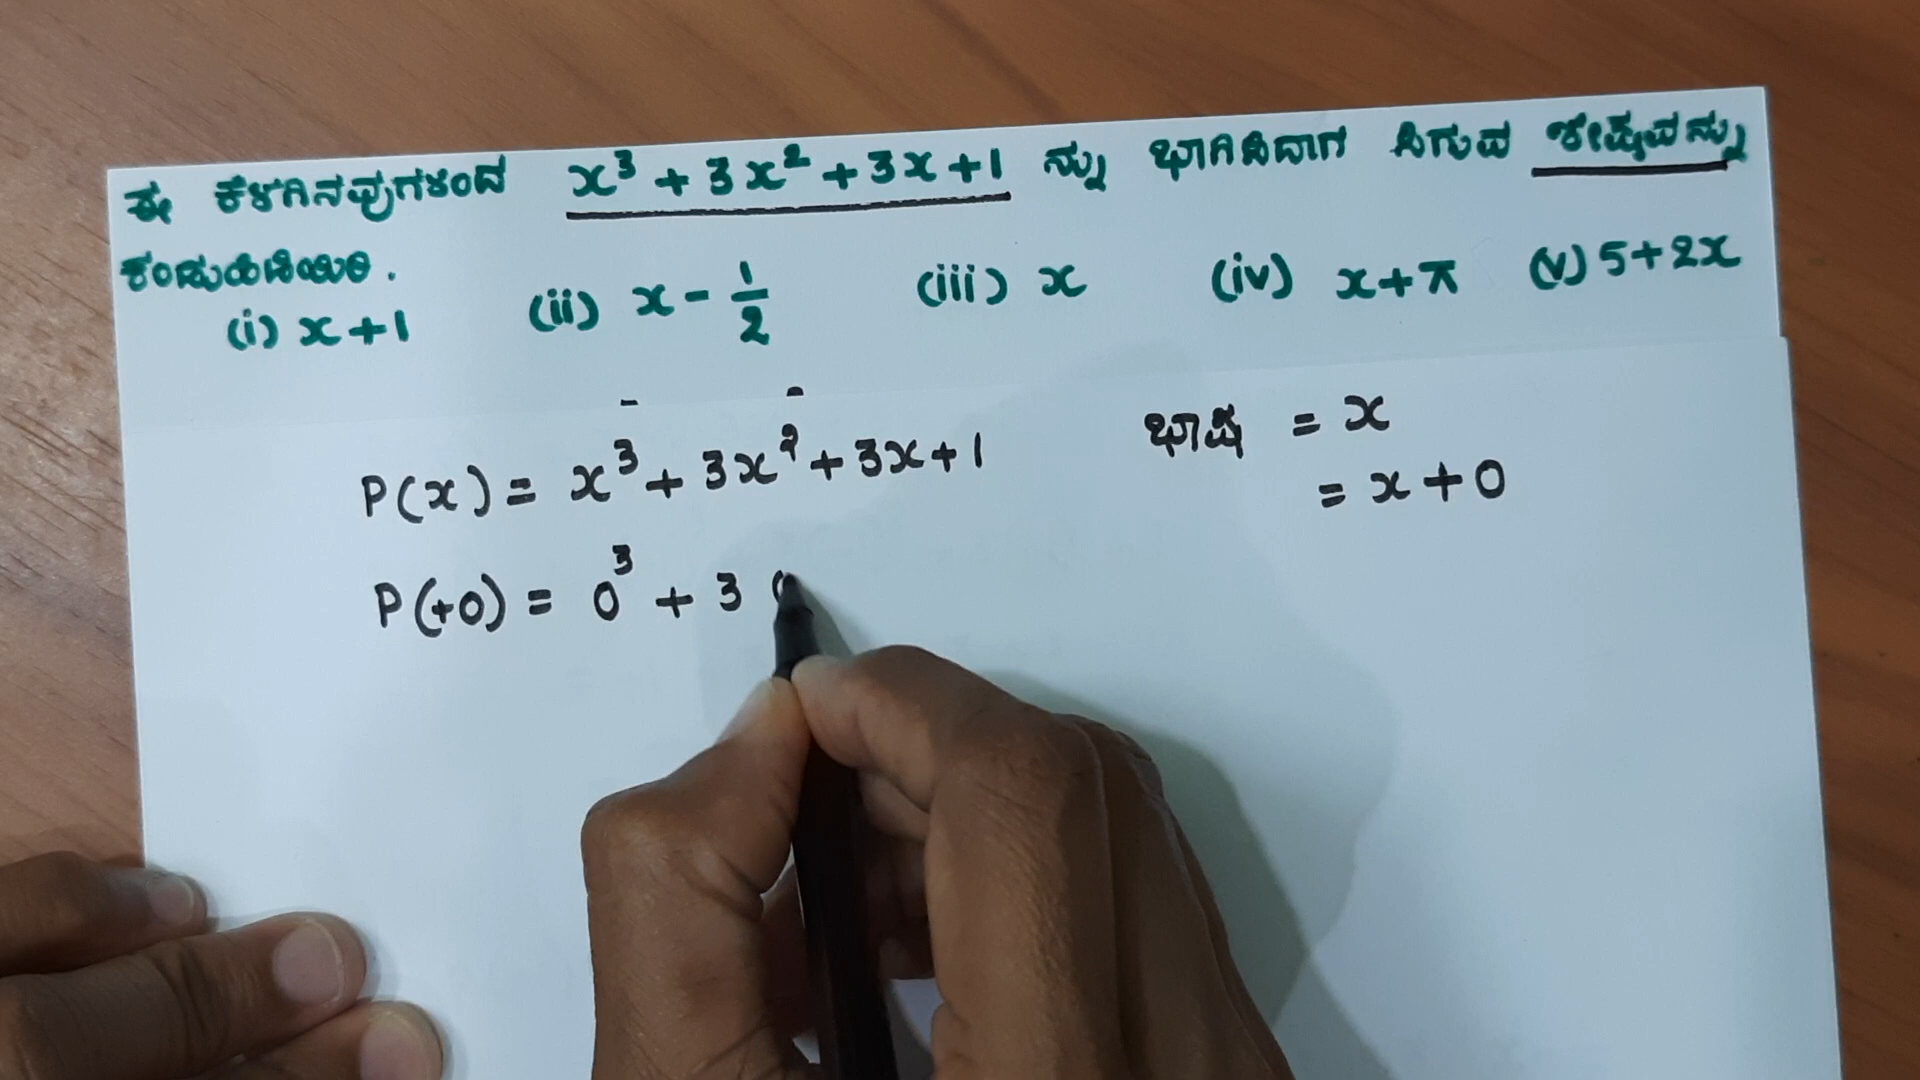 ಈ ಕೆಳಗಿನವುಗಳಿಂದ x³ + 3x² + 3x + 1 ನ್ನು ಭಾಗಿಸಿದಾಗ ಸಿಗುವ ಶೇಷವನ್ನು
ಕಂಡುಹಿಡಿಯಿರಿ.
(i) x + 1 (ii) x - 1/2 (iii) x (iv) x + π (v) 5 + 2x
P(x) = x³ + 3x² + 3x + 1
= x
= x + 0
P(+0) = 0³ + 3